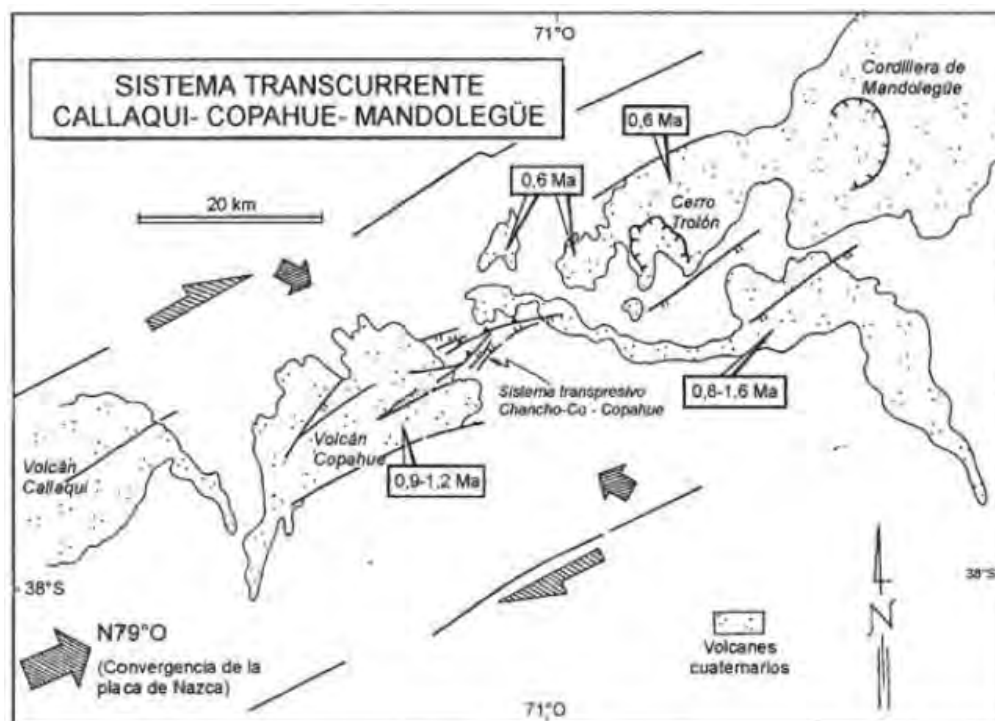 71°O
SISTEMA TRANSCURRENTE
CALLAQUI- COPAHUE- MANDOLEGÜE
Cordillera de
Mandolegüe
0,6 Ma
0,6 Ma
20 km
Cerro
Trolón
Sistema transpresivo
Chancho-Co - Copahue
0,8-1,6 Ma
Volcán
Copahue
Volcán
Callaqui
0,9-1,2 Ma
38°S
38°S
N79°O
(Convergencia de la
placa de Nazca)
N
Volcanes
cuaternarios
71°O